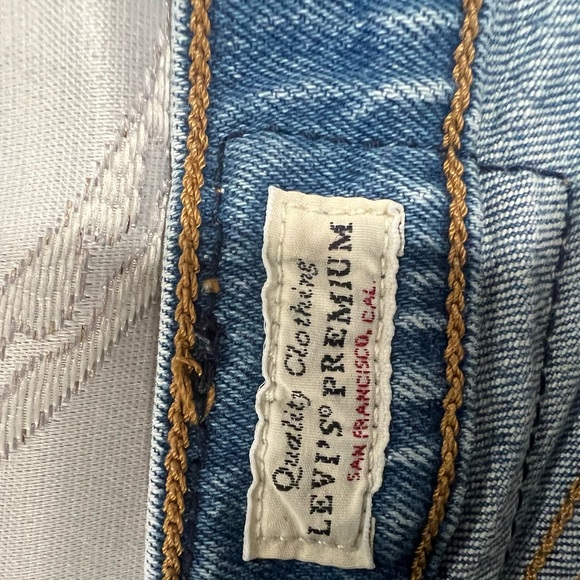 Quality Clothing
LEVI'S® PREMIUM
SAN FRANCISCO, CAL.